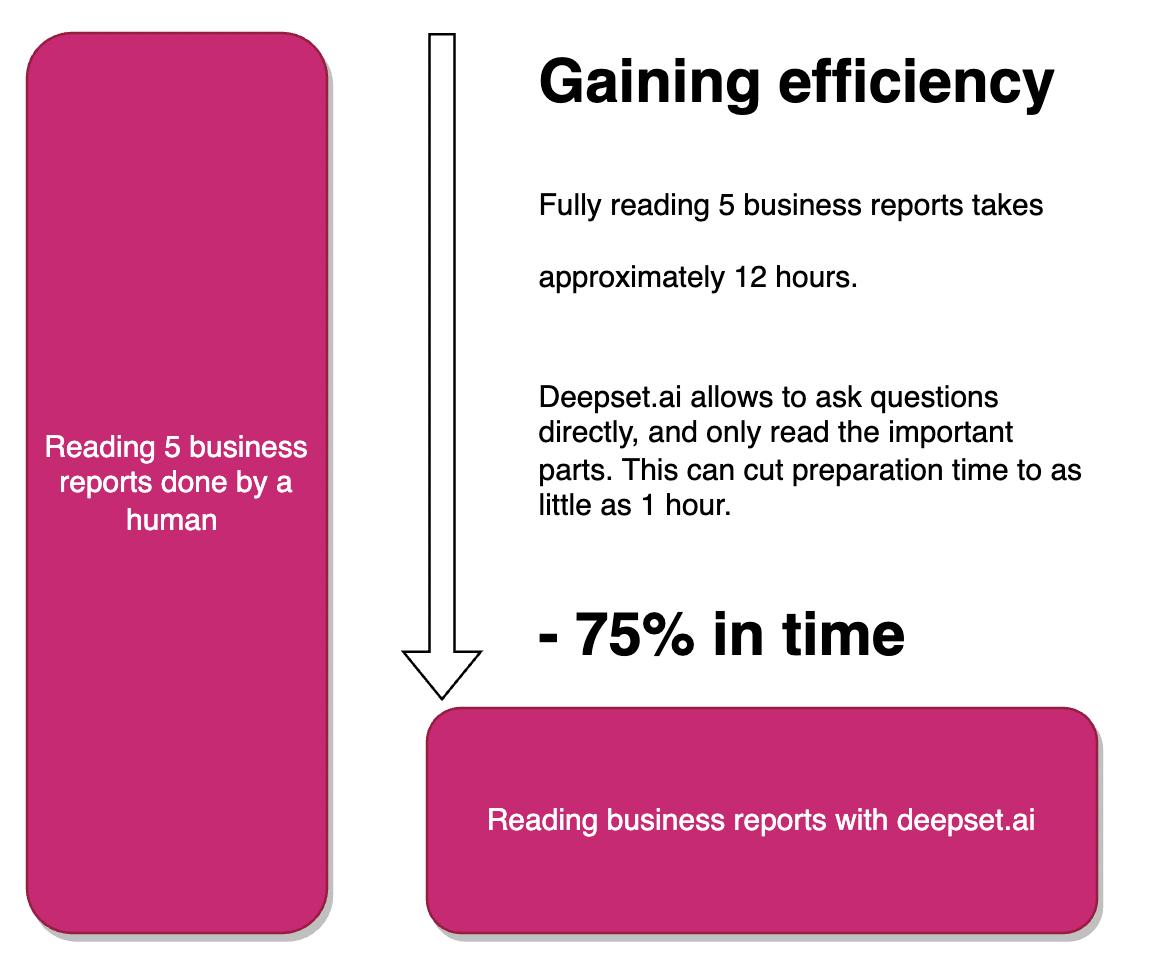 Gaining efficiency
Fully reading 5 business reports takes
approximately 12 hours.
Deepset.ai allows to ask questions
directly, and only read the important
parts. This can cut preparation time to as
little as 1 hour.
- 75% in time
Reading 5 business
reports done by a
human
Reading business reports with deepset.ai